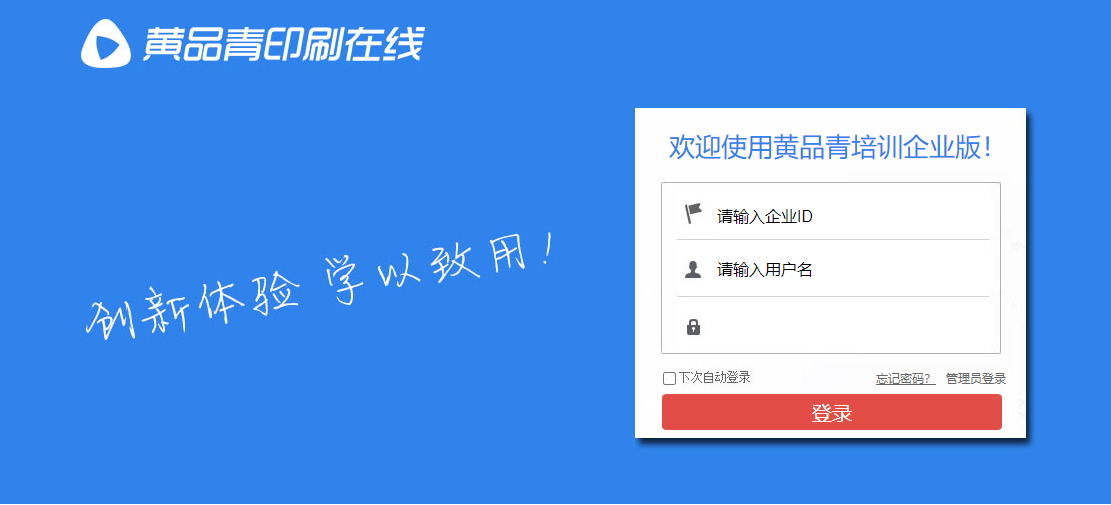 黄品青印刷在线
欢迎使用黄品青培训企业版!
请输入企业ID
请输入用户名
创新体验 学以致用!
下次自动登录 忘记密码? 管理员登录
登录